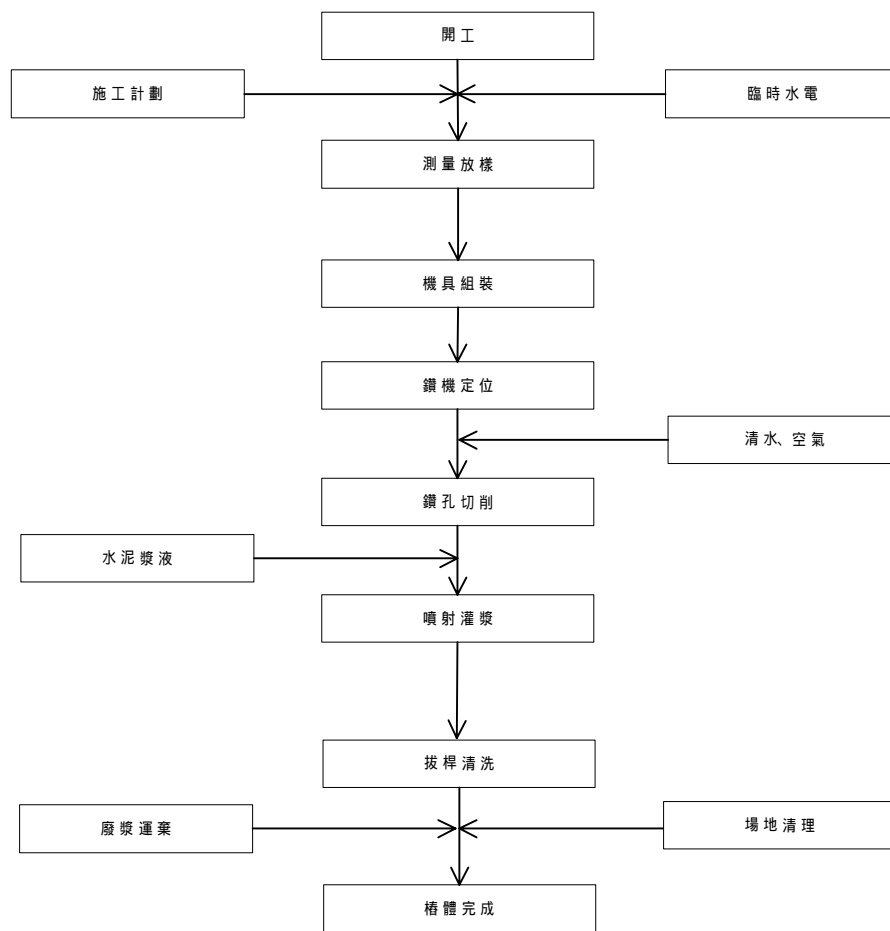 開工
施工計劃
臨時水電
測量放樣
機具組裝
鑽機定位
清水、空氣
鑽孔切削
水泥漿液
噴射灌漿
拔桿清洗
廢漿運棄
場地清理
樁體完成